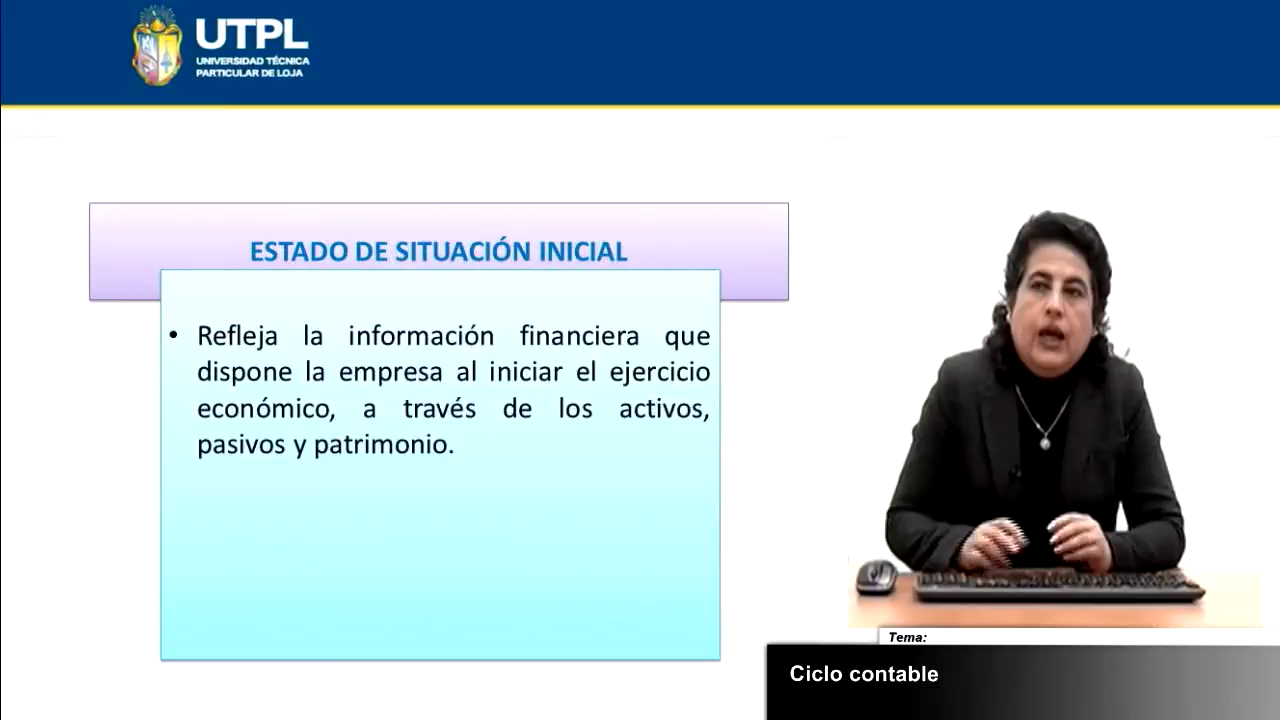 UTPL
UNIVERSIDAD TÉCNICA
PARTICULAR DE LOJA
ESTADO DE SITUACIÓN INICIAL
• Refleja la información financiera que
dispone la empresa al iniciar el ejercicio
económico, a través de los activos,
pasivos y patrimonio.
Tema:
Ciclo contable